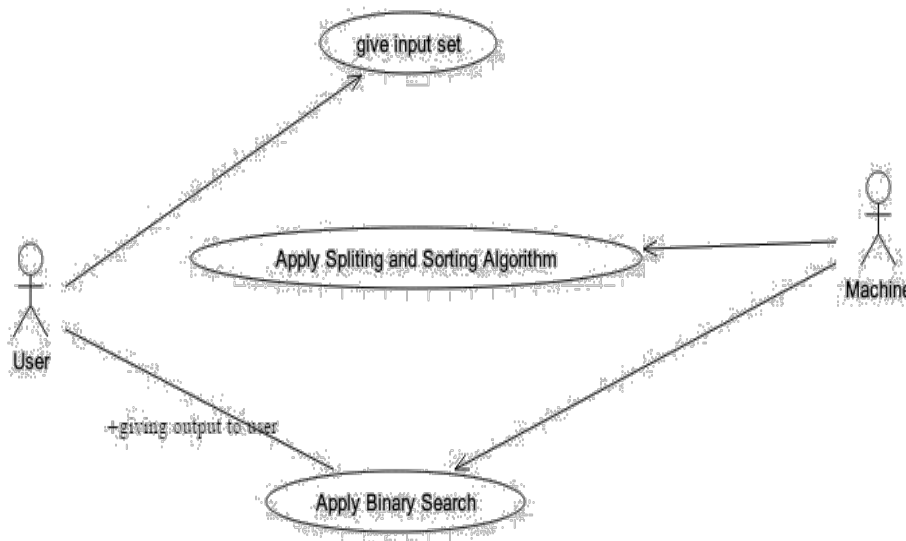 give input set
Apply Spliting and Sorting Algorithm
Machine
User
+giving output to user
Apply Binary Search